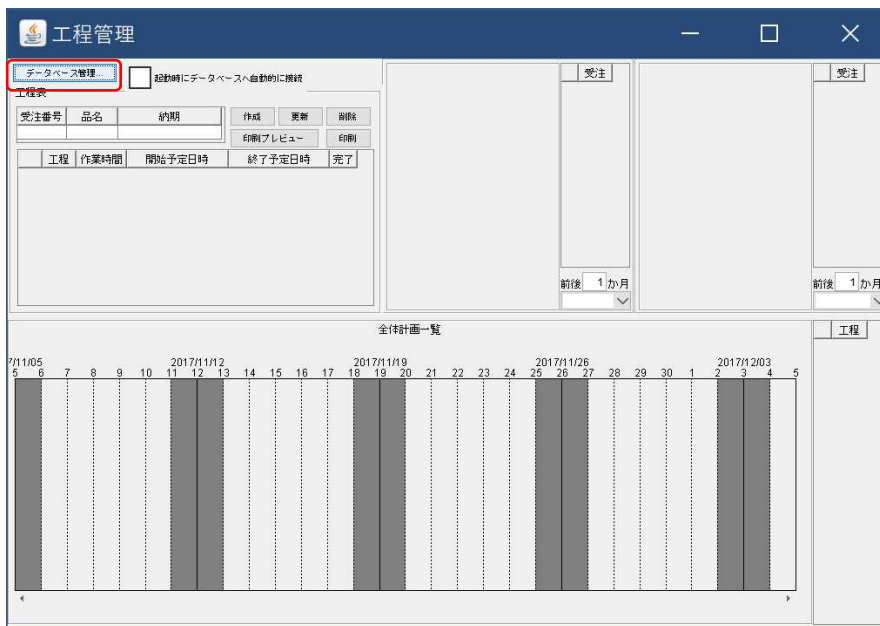 工程管理
データベース管理...
起動時にデータベースへ自動的に接続
工程表
受注番号 品名 納期
作成 更新 削除
印刷プレビュー 印刷
工程 作業時間 開始予定日時 終了予定日時 完了
受注
前後 1 か月
受注
前後 1 か月
全体計画一覧
工程
7/11/05 2017/11/12 2017/11/19 2017/11/26 2017/12/03
5 6 7 8 9 10 11 12 13 14 15 16 17 18 19 20 21 22 23 24 25 26 27 28 29 30 1 2 3 4 5